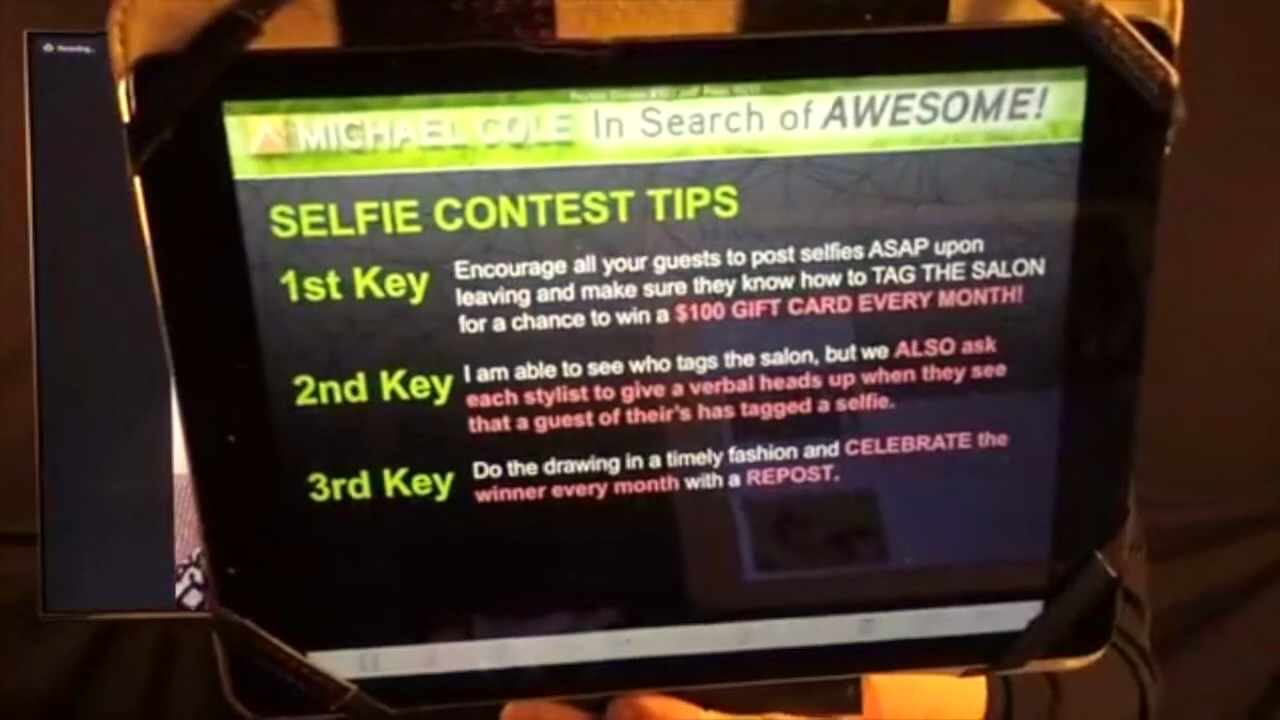 Recording...
MICHAEL COLE In Search of AWESOME!
SELFIE CONTEST TIPS
1st Key
Encourage all your guests to post selfies ASAP upon
leaving and make sure they know how to TAG THE SALON
for a chance to win a $100 GIFT CARD EVERY MONTH!
2nd Key
I am able to see who tags the salon, but we ALSO ask
each stylist to give a verbal heads up when they see
that a guest of their's has tagged a selfie.
3rd Key
Do the drawing in a timely fashion and CELEBRATE the
winner every month with a REPOST.